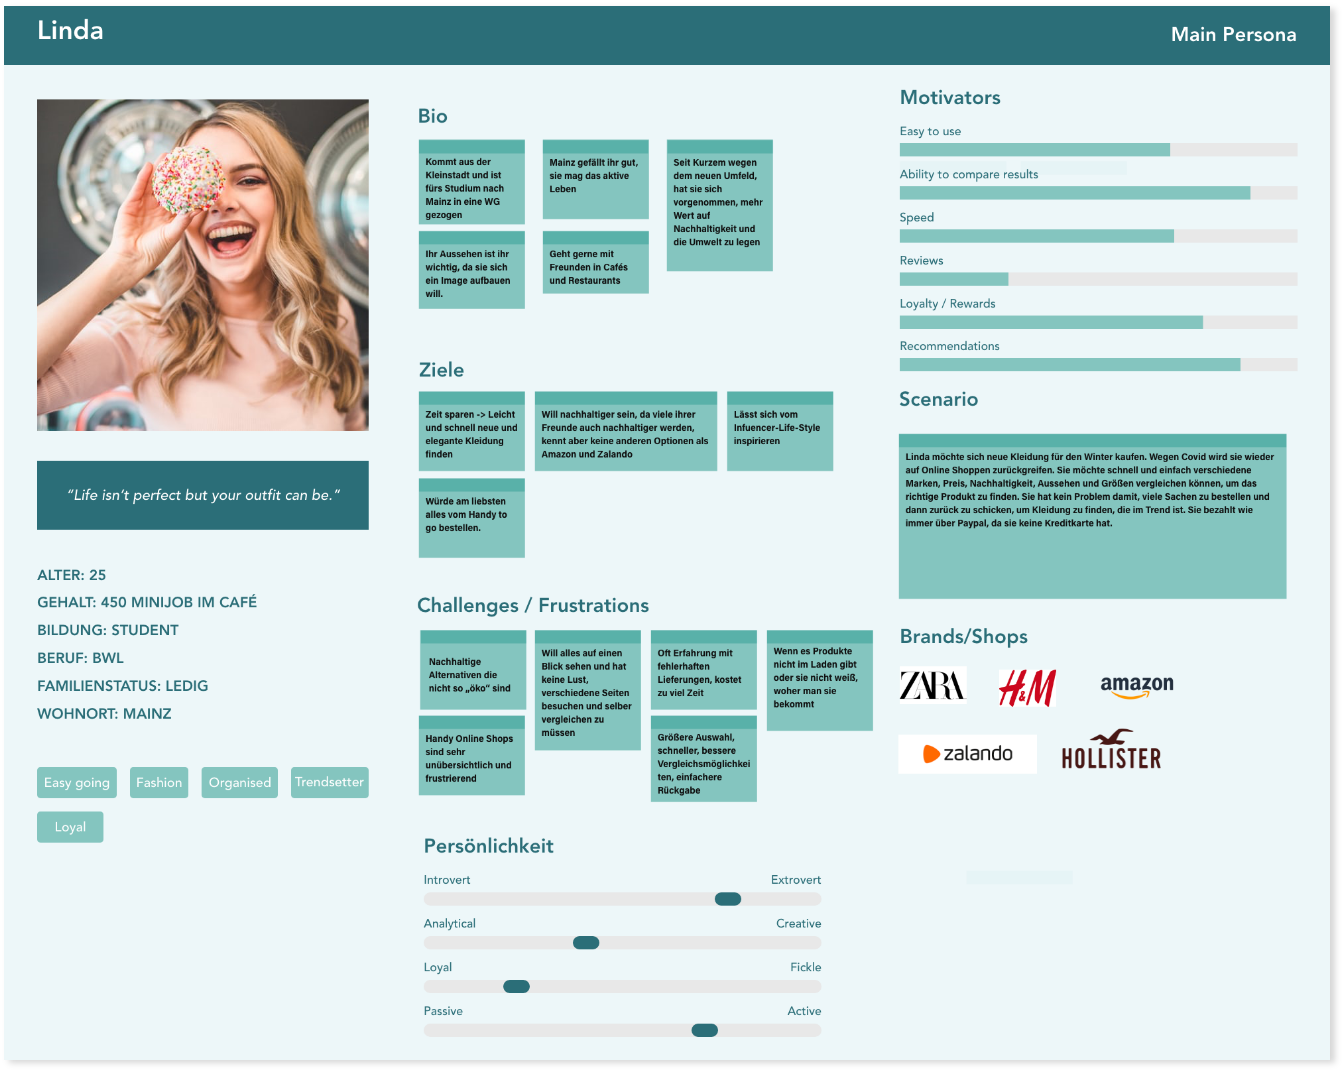 Linda
Main Persona
“Life isn’t perfect but your outfit can be.”
ALTER: 25
GEHALT: 450 MINIJOB IM CAFÉ
BILDUNG: STUDENT
BERUF: BWL
FAMILIENSTATUS: LEDIG
WOHNORT: MAINZ
Easy going
Fashion
Organised
Trendsetter
Loyal
Bio
Kommt aus der
Kleinstadt und ist
fürs Studium nach
Mainz in eine WG
gezogen
Mainz gefällt ihr gut,
sie mag das aktive
Leben
Seit Kurzem wegen
dem neuen Umfeld,
hat sie sich
vorgenommen, mehr
Wert auf
Nachhaltigkeit und
die Umwelt zu legen
Ihr Aussehen ist ihr
wichtig, da sie sich
ein Image aufbauen
will.
Geht gerne mit
Freunden in Cafés
und Restaurants
Ziele
Zeit sparen -> Leicht
und schnell neue und
elegante Kleidung
finden
Will nachhaltiger sein, da viele ihrer
Freunde auch nachhaltiger werden,
kennt aber keine anderen Optionen als
Amazon und Zalando
Lässt sich vom
Infuencer-Life-Style
inspirieren
Würde am liebsten
alles vom Handy to
go bestellen.
Challenges / Frustrations
Nachhaltige
Alternativen die
nicht so „öko“ sind
Will alles auf einen
Blick sehen und hat
keine Lust,
verschiedene Seiten
besuchen und selber
vergleichen zu
müssen
Oft Erfahrung mit
fehlerhaften
Lieferungen, kostet
zu viel Zeit
Wenn es Produkte
nicht im Laden gibt
oder sie nicht weiß,
woher man sie
bekommt
Handy Online Shops
sind sehr
unübersichtlich und
frustrierend
Größere Auswahl,
schneller, bessere
Vergleichsmöglichkei
ten, einfachere
Rückgabe
Persönlichkeit
Introvert Extrovert
Analytical Creative
Loyal Fickle
Passive Active
Motivators
Easy to use
Ability to compare results
Speed
Reviews
Loyalty / Rewards
Recommendations
Scenario
Linda möchte sich neue Kleidung für den Winter kaufen. Wegen Covid wird sie wieder
auf Online Shoppen zurückgreifen. Sie möchte schnell und einfach verschiedene
Marken, Preis, Nachhaltigkeit, Aussehen und Größen vergleichen können, um das
richtige Produkt zu finden. Sie hat kein Problem damit, viele Sachen zu bestellen und
dann zurück zu schicken, um Kleidung zu finden, die im Trend ist. Sie bezahlt wie
immer über Paypal, da sie keine Kreditkarte hat.
Brands/Shops
ZARA
H&M
amazon
zalando
HOLLISTER